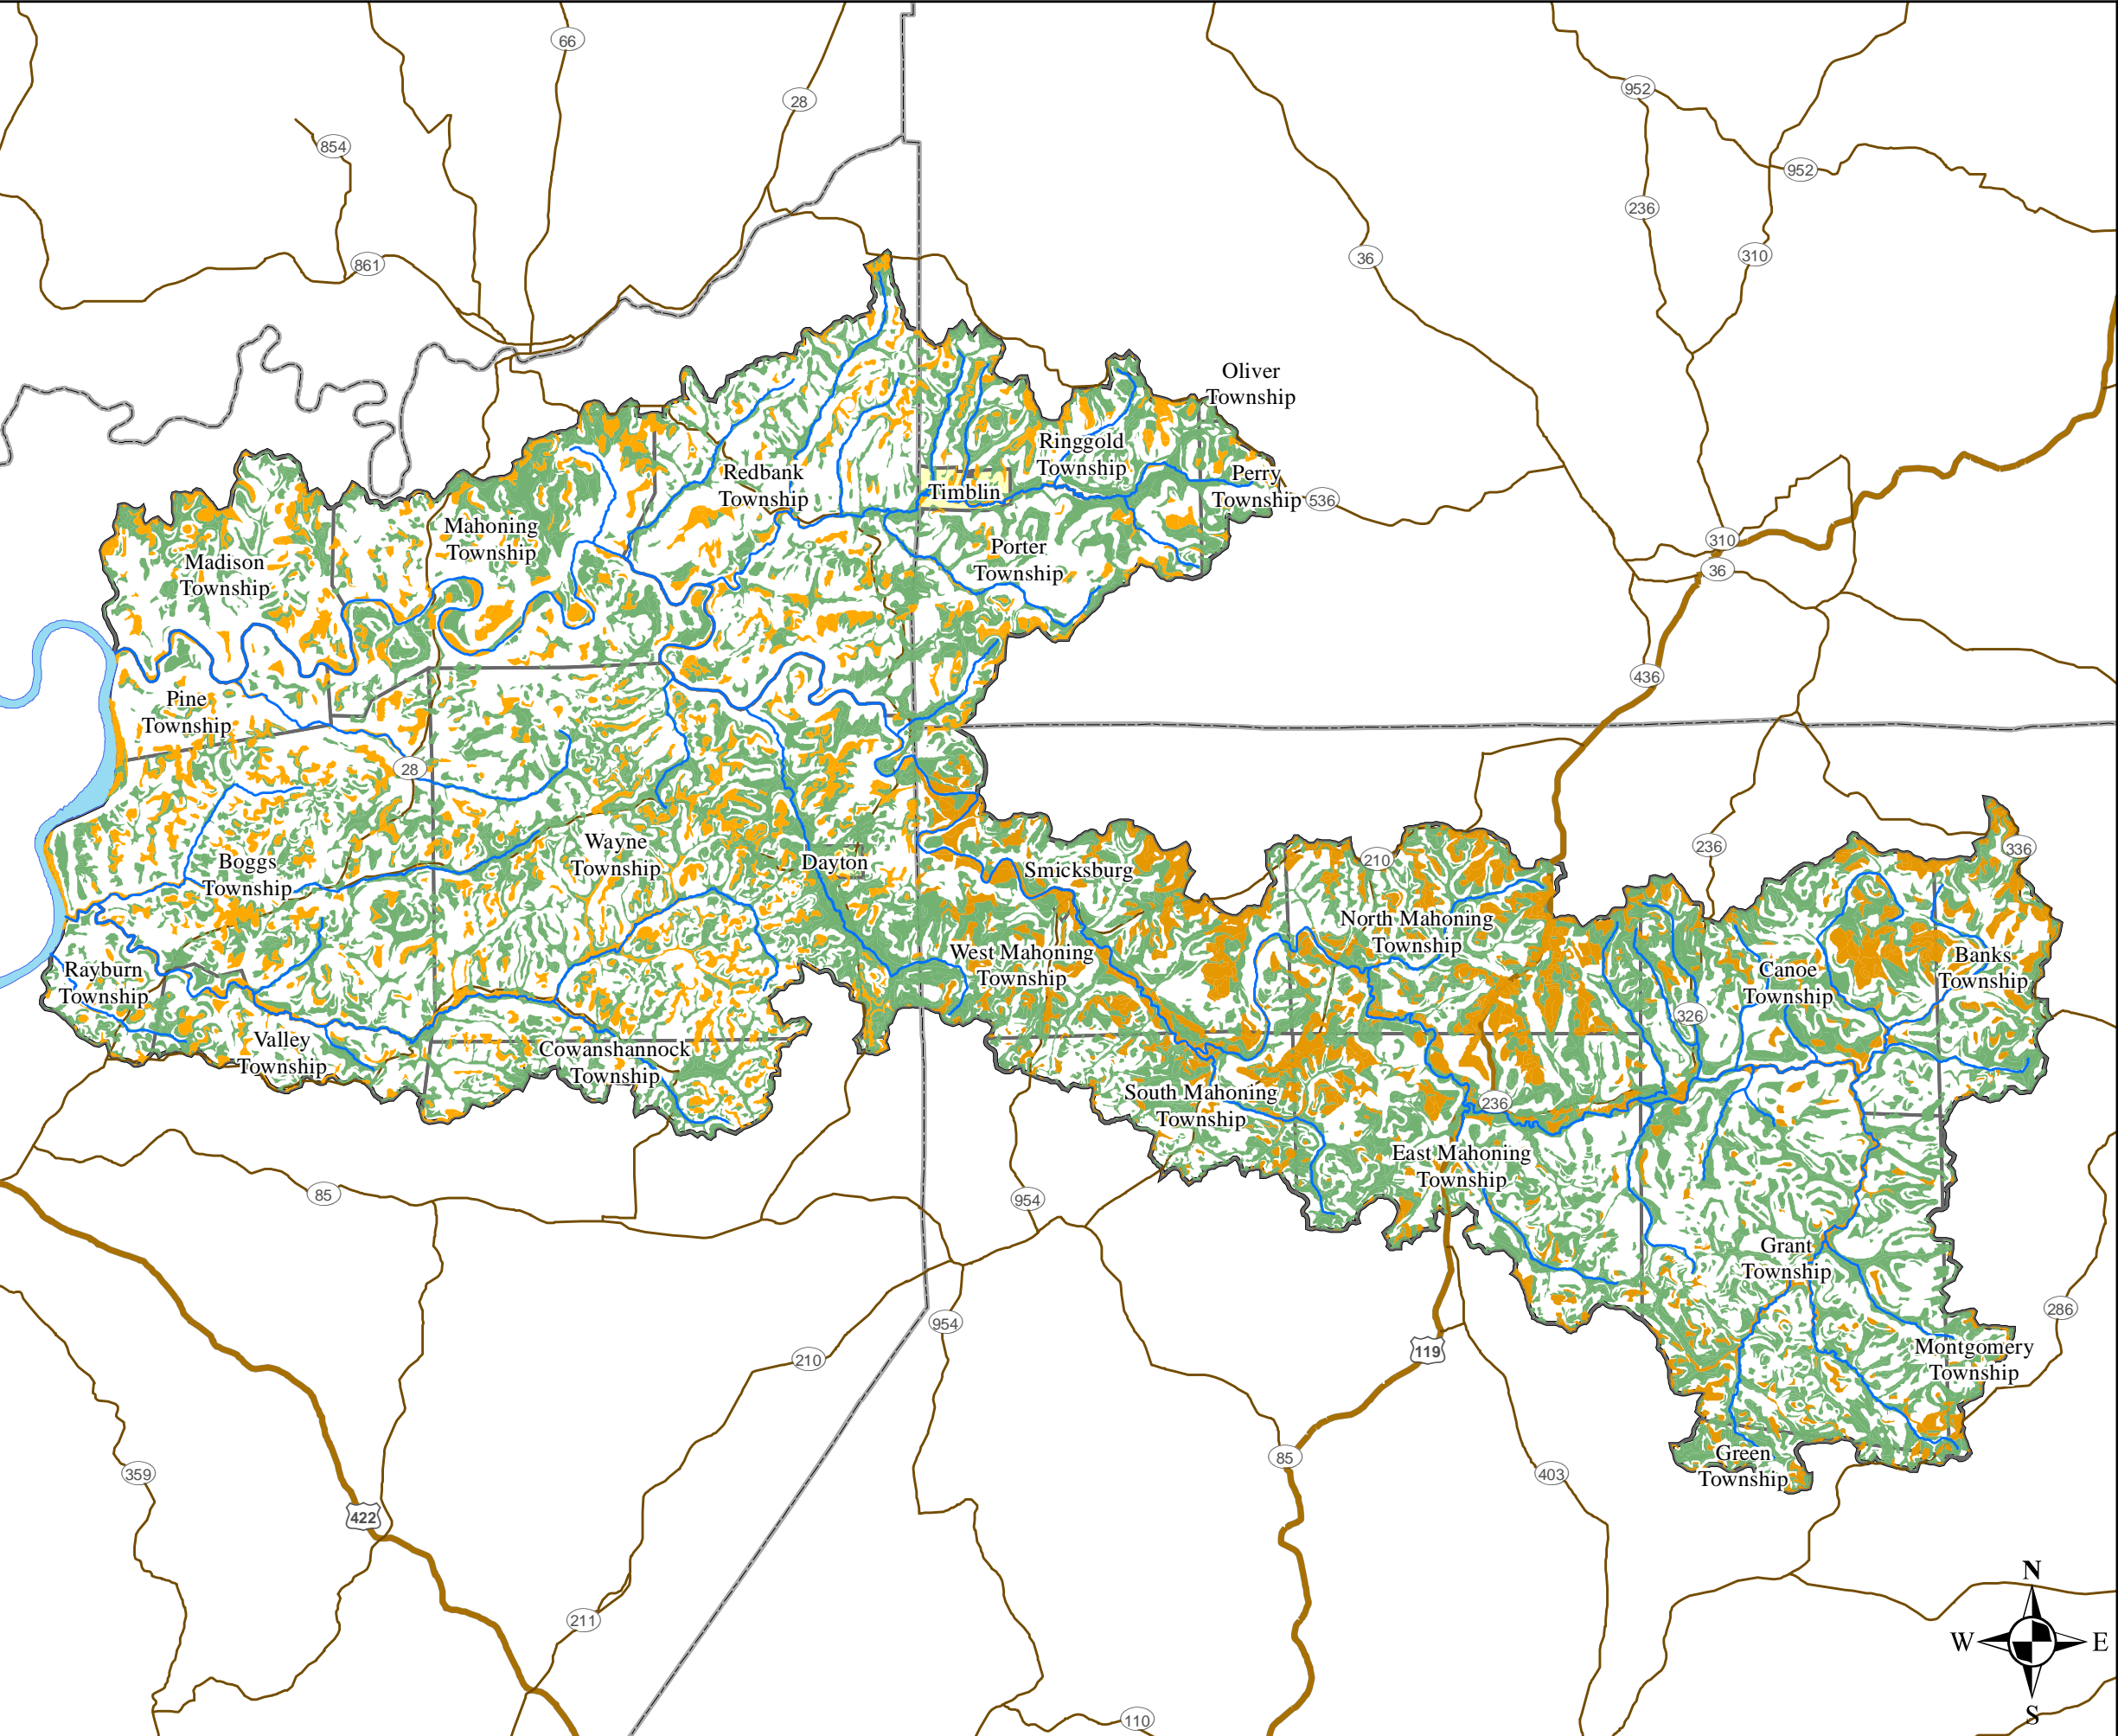 66
28
952
854
952
236
310
861
36
Oliver
Township
Ringgold
Township
Redbank
Township
Perry
Township
Timblin
536
Mahoning
Township
310
Porter
Township
Madison
Township
36
436
Pine
Township
28
Wayne
Township
Dayton
Boggs
Township
Smicksburg
210
236
336
North Mahoning
Township
West Mahoning
Township
Banks
Township
Canoe
Township
Rayburn
Township
326
Valley
Township
Cowanshannock
Township
South Mahoning
Township
236
East Mahoning
Township
85
954
Grant
Township
286
954
119
Montgomery
Township
210
Green
Township
85
359
403
422
211
N
W
E
S
110